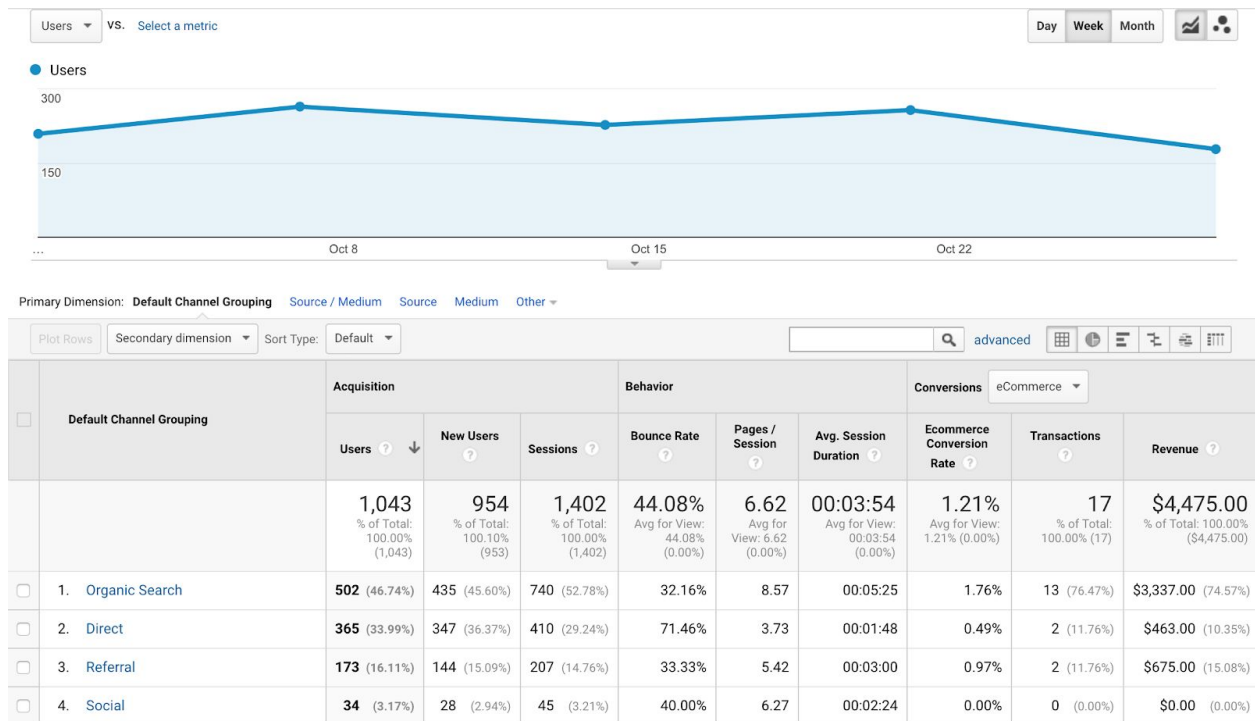 Users vs. Select a metric Day Week Month
Users
300
150
... Oct 8 Oct 15 Oct 22
Primary Dimension: Default Channel Grouping Source / Medium Source Medium Other
Plot Rows Secondary dimension Sort Type: Default advanced
Default Channel Grouping
Acquisition Behavior Conversions eCommerce
Users ? New Users ? Sessions ? Bounce Rate ? Pages / Session ? Avg. Session Duration ? Ecommerce Conversion Rate ? Transactions ? Revenue ?
1,043 954 1,402 44.08% 6.62 00:03:54 1.21% 17 $4,475.00
% of Total: 100.00% (1,043) % of Total: 100.10% (953) % of Total: 100.00% (1,402) Avg for View: 44.08% (0.00%) Avg for View: 6.62 (0.00%) Avg for View: 00:03:54 (0.00%) Avg for View: 1.21% (0.00%) % of Total: 100.00% (17) % of Total: 100.00% ($4,475.00)
1. Organic Search 502 (46.74%) 435 (45.60%) 740 (52.78%) 32.16% 8.57 00:05:25 1.76% 13 (76.47%) $3,337.00 (74.57%)
2. Direct 365 (33.99%) 347 (36.37%) 410 (29.24%) 71.46% 3.73 00:01:48 0.49% 2 (11.76%) $463.00 (10.35%)
3. Referral 173 (16.11%) 144 (15.09%) 207 (14.76%) 33.33% 5.42 00:03:00 0.97% 2 (11.76%) $675.00 (15.08%)
4. Social 34 (3.17%) 28 (2.94%) 45 (3.21%) 40.00% 6.27 00:02:24 0.00% 0 (0.00%) $0.00 (0.00%)